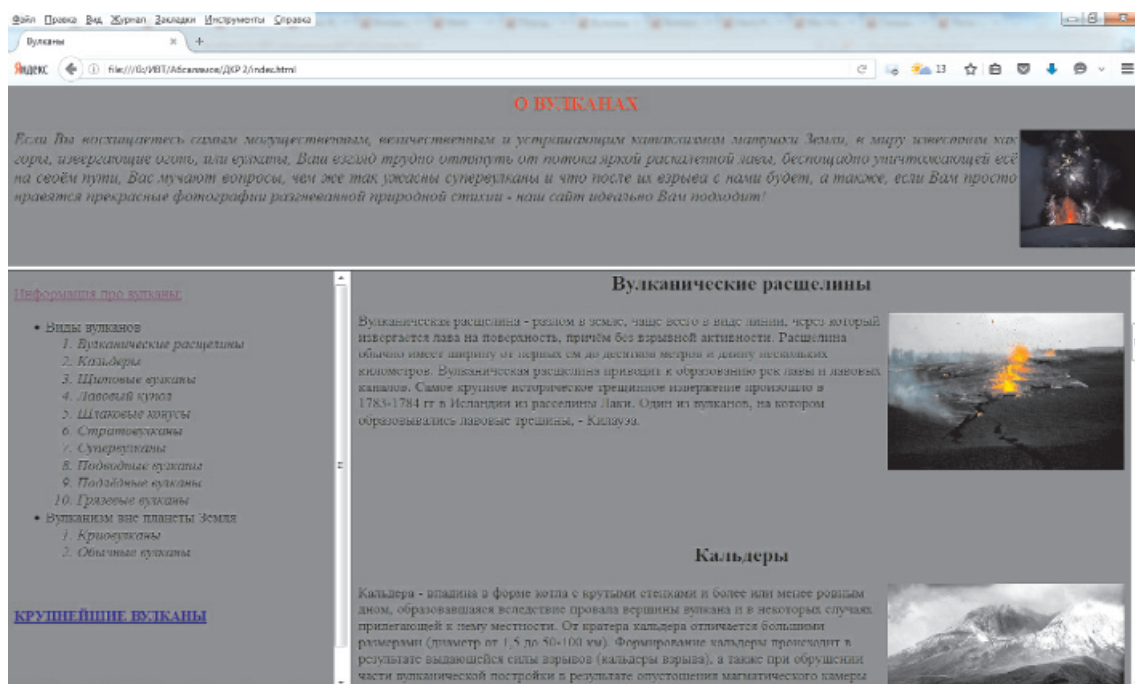 Файл Правка Вид Журнал Закладки Инструменты Справка
Вулканы × +
Яндекс file:///G:/ИВТ/Абсалямов/ДКР 2/index.html 13
О ВУЛКАНАХ
Если Вы восхищаетесь самым могущественным, величественным и устрашающим катаклизмом матушки Земли, в миру известном как
горы, извергающие огонь, или вулканы, Ваш взгляд трудно оттянуть от потока яркой раскаленной лавы, беспощадно уничтожающей всё
на своём пути, Вас мучают вопросы, чем же так ужасны супервулканы и что после их взрыва с нами будет, а также, если Вам просто
нравятся прекрасные фотографии разгневанной природной стихии - наш сайт идеально Вам подходит!
Информация про вулканы:
• Виды вулканов
1. Вулканические расщелины
2. Кальдеры
3. Щитовые вулканы
4. Лавовый купол
5. Шлаковые конусы
6. Стратовулканы
7. Супервулканы
8. Подводные вулканы
9. Подлёдные вулканы
10. Грязевые вулканы
• Вулканизм вне планеты Земля
1. Криовулканы
2. Обычные вулканы
КРУПНЕЙШИЕ ВУЛКАНЫ
Вулканические расщелины
Вулканическая расщелина - разлом в земле, чаще всего в виде линии, через который
извергается лава на поверхность, причём без взрывной активности. Расщелина
обычно имеет ширину от первых см до десятков метров и длину нескольких
километров. Вулканическая расщелина приводит к образованию рек лавы и лавовых
каналов. Самое крупное историческое трещинное извержение произошло в
1783-1784 гг в Исландии из расселины Лаки. Один из вулканов, на котором
образовывались лавовые трещины, - Килауэа.
Кальдеры
Кальдера - впадина в форме котла с крутыми стенками и более или менее ровным
дном, образовавшаяся вследствие провала вершины вулкана и в некоторых случаях
прилегающей к нему местности. От кратера кальдера отличается большими
размерами (диаметр от 1,5 до 50-100 км). Формирование кальдеры происходит в
результате выдающейся силы взрывов (кальдеры взрыва), а также при обрушении
части вулканической постройки в результате опустошения магматического камеры